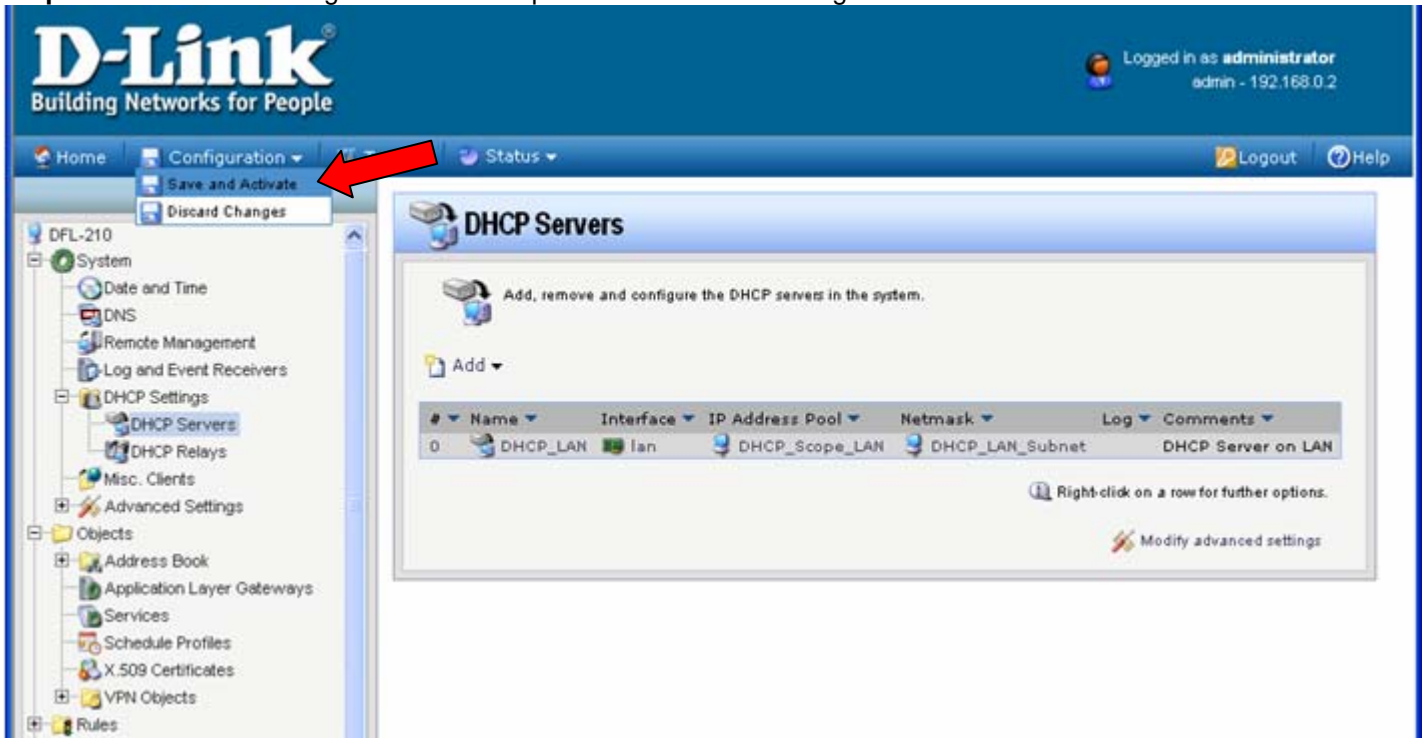 D-Link®
Building Networks for People
Logged in as administrator
admin - 192.168.0.2
Home Configuration Status Logout Help
Save and Activate
Discard Changes
DFL-210
System
Date and Time
DNS
Remote Management
Log and Event Receivers
DHCP Settings
DHCP Servers
DHCP Relays
Misc. Clients
Advanced Settings
Objects
Address Book
Application Layer Gateways
Services
Schedule Profiles
X.509 Certificates
VPN Objects
Rules
DHCP Servers
Add, remove and configure the DHCP servers in the system.
Add
# Name Interface IP Address Pool Netmask Log Comments
0 DHCP_LAN lan DHCP_Scope_LAN DHCP_LAN_Subnet DHCP Server on LAN
Right-click on a row for further options.
Modify advanced settings